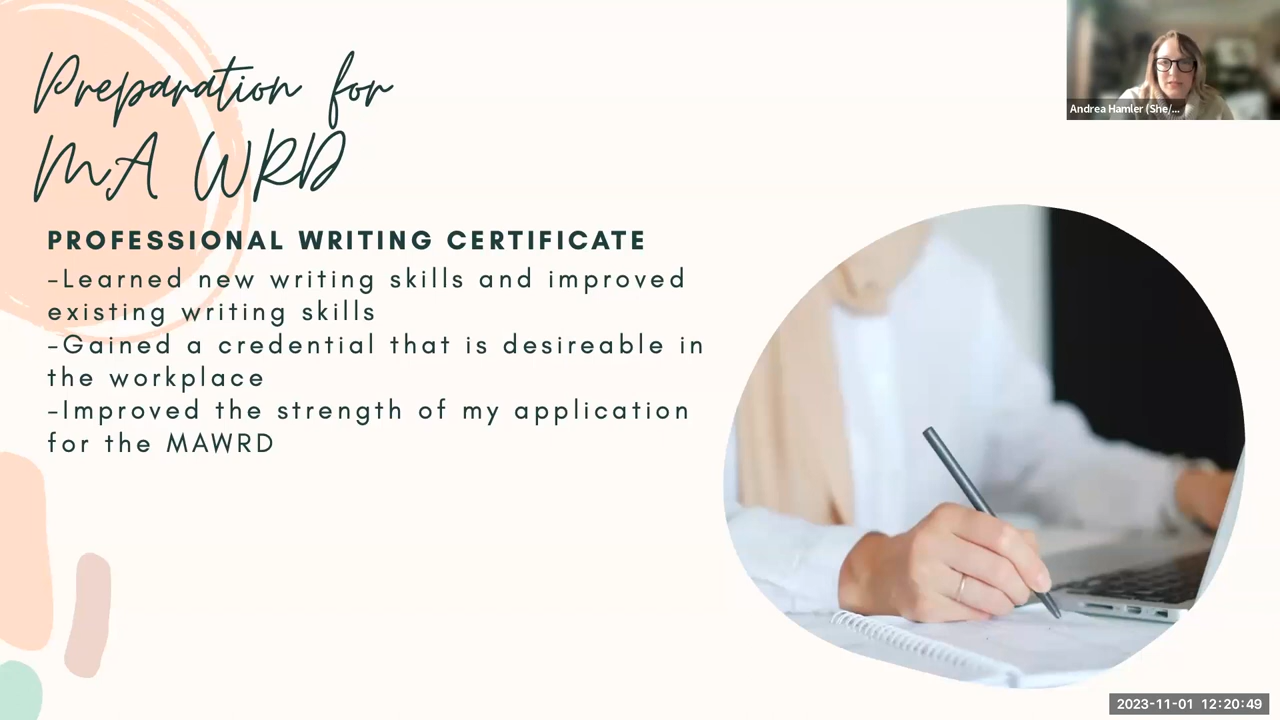 Preparation for
MA WRD
PROFESSIONAL WRITING CERTIFICATE
-Learned new writing skills and improved
existing writing skills
-Gained a credential that is desireable in
the workplace
-Improved the strength of my application
for the MAWRD
Andrea Hamler (She/...
2023-11-01 12:20:49